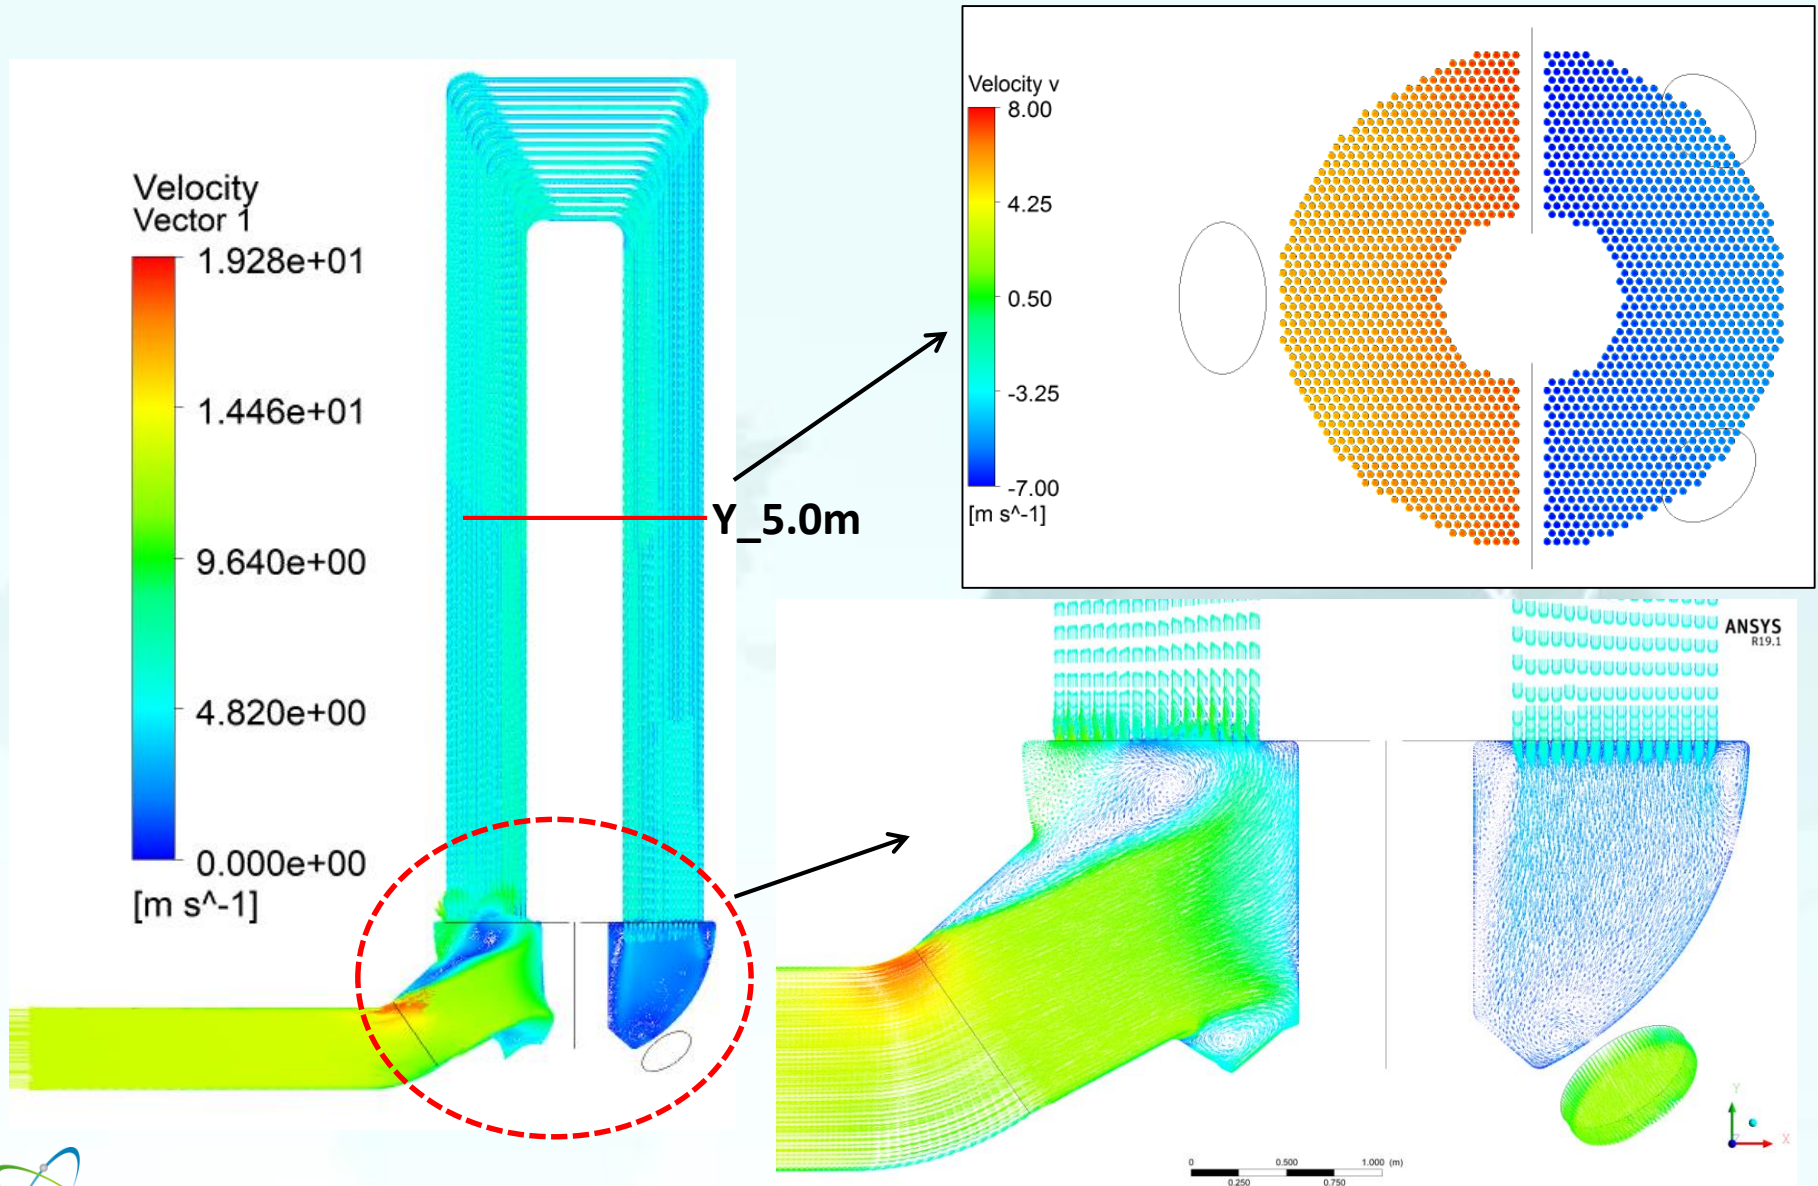 Velocity
Vector 1
1.928e+01
1.446e+01
9.640e+00
4.820e+00
0.000e+00
[m s^-1]
Y_5.0m
Velocity v
8.00
4.25
0.50
-3.25
-7.00
[m s^-1]
ANSYS
R19.1
Y
Z
X
0
0.500
1.000 (m)
0.250
0.750